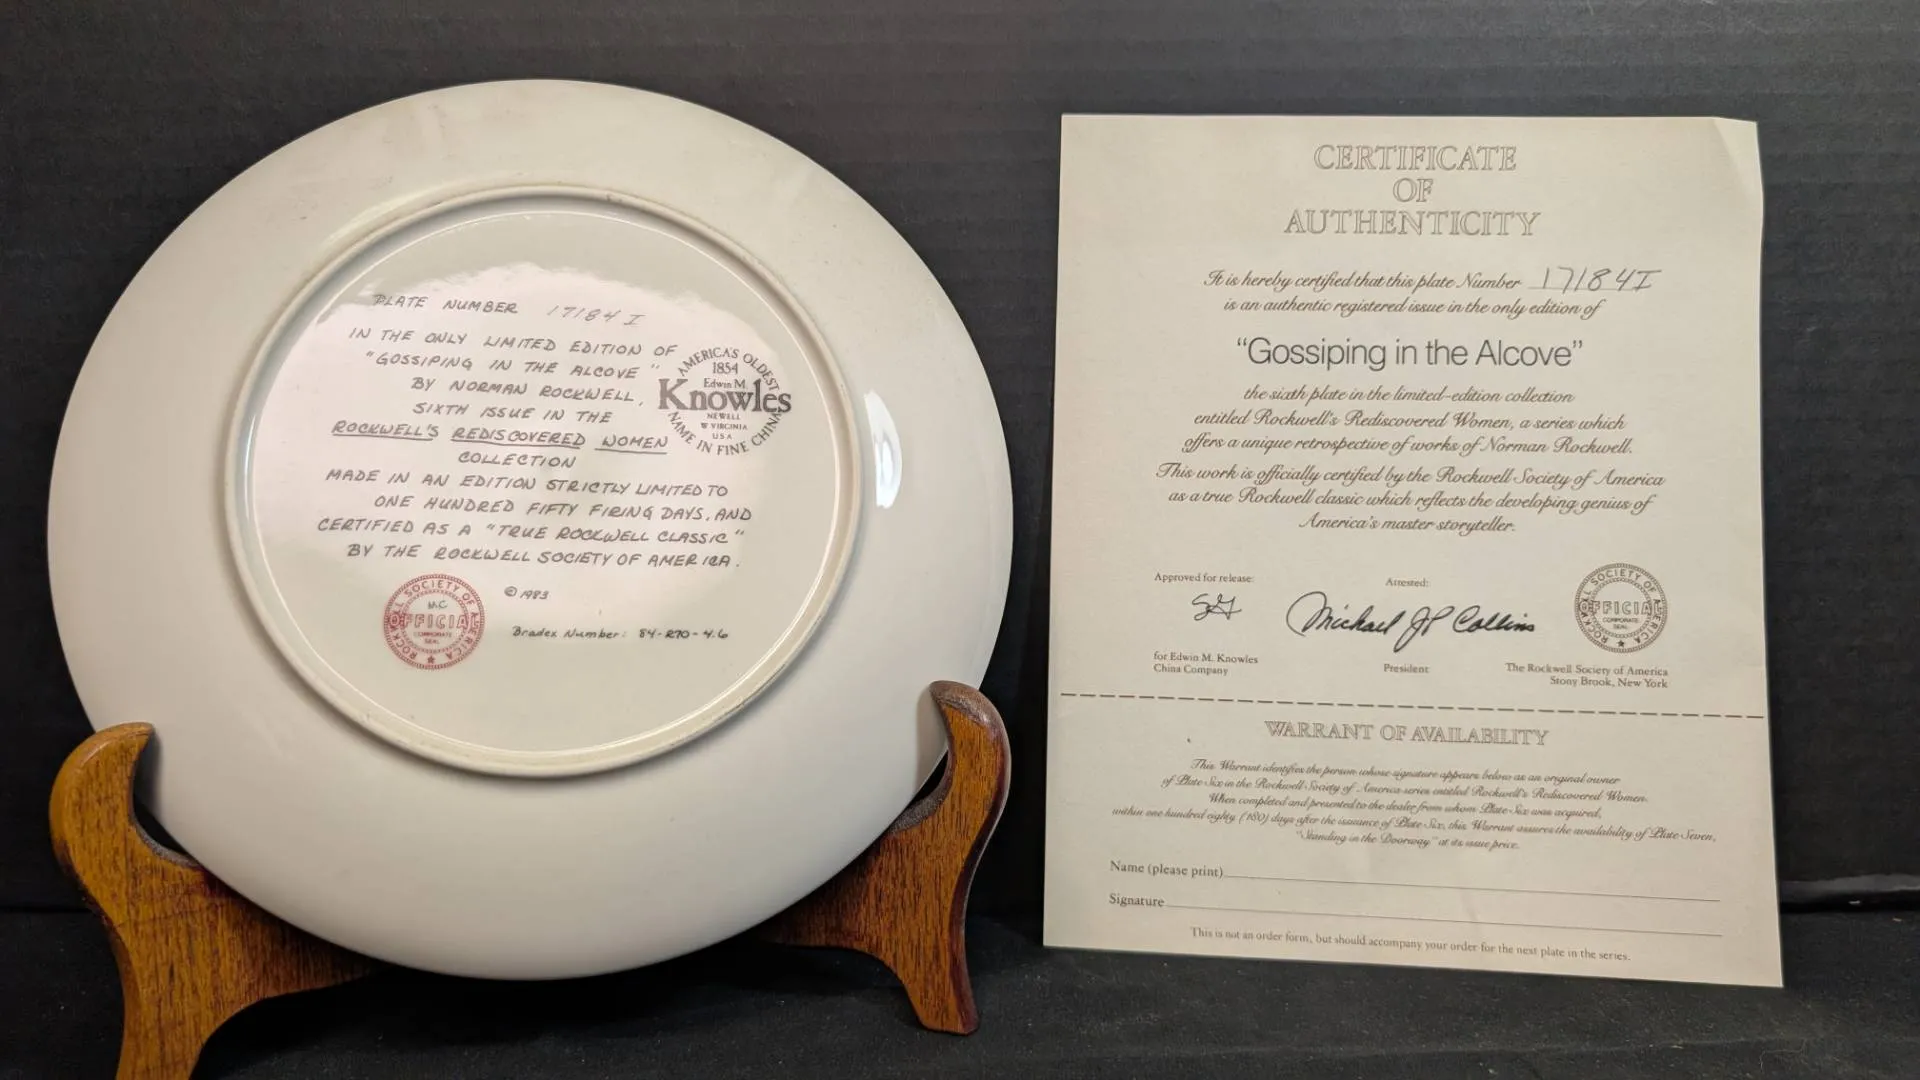 PLATE NUMBER 17184 I
IN THE ONLY LIMITED EDITION OF
"GOSSIPING IN THE ALCOVE"
BY NORMAN ROCKWELL,
SIXTH ISSUE IN THE
ROCKWELL'S REDISCOVERED WOMEN
COLLECTION
MADE IN AN EDITION STRICTLY LIMITED TO
ONE HUNDRED FIFTY FIRING DAYS, AND
CERTIFIED AS A "TRUE ROCKWELL CLASSIC"
BY THE ROCKWELL SOCIETY OF AMERICA.
AMERICA'S OLDEST
1854
Edwin M.
Knowles
NEWELL
W VIRGINIA
U.S.A
NAME IN FINE CHINA
ROCKWELL SOCIETY OF AMERICA
M.C
OFFICIAL
CORPORATE
SEAL
© 1983
Bradex Number: 84-R70-4.6
CERTIFICATE
OF
AUTHENTICITY
It is hereby certified that this plate Number 17184I
is an authentic registered issue in the only edition of
"Gossiping in the Alcove"
the sixth plate in the limited-edition collection
entitled Rockwell's Rediscovered Women, a series which
offers a unique retrospective of works of Norman Rockwell.
This work is officially certified by the Rockwell Society of America
as a true Rockwell classic which reflects the developing genius of
America's master storyteller.
Approved for release:
for Edwin M. Knowles
China Company
Attested:
Michael JP Collins
President
ROCKWELL SOCIETY OF AMERICA
OFFICIAL
CORPORATE
SEAL
The Rockwell Society of America
Stony Brook, New York
WARRANT OF AVAILABILITY
This Warrant identifies the person whose signature appears below as an original owner
of Plate Six in the Rockwell Society of America series entitled Rockwell's Rediscovered Women.
When completed and presented to the dealer from whom Plate Six was acquired,
within one hundred eighty (180) days after the issuance of Plate Six, this Warrant assures the availability of Plate Seven,
"Standing in the Doorway" at its issue price.
Name (please print)
Signature
This is not an order form, but should accompany your order for the next plate in the series.